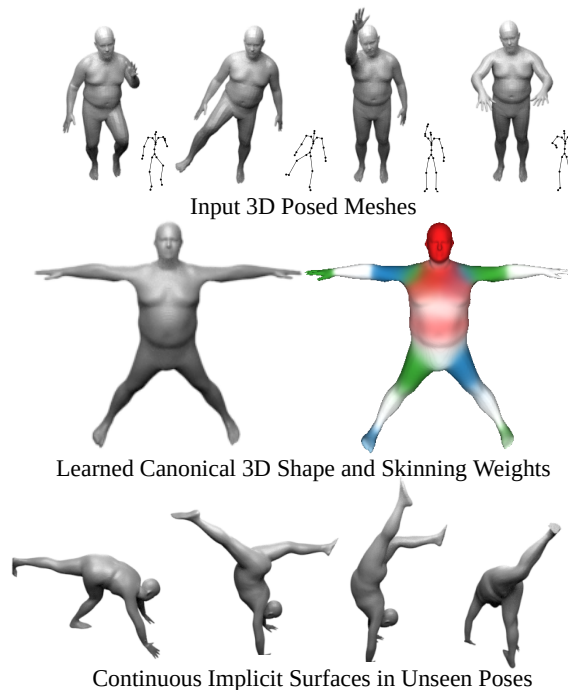 Input 3D Posed Meshes
Learned Canonical 3D Shape and Skinning Weights
Continuous Implicit Surfaces in Unseen Poses